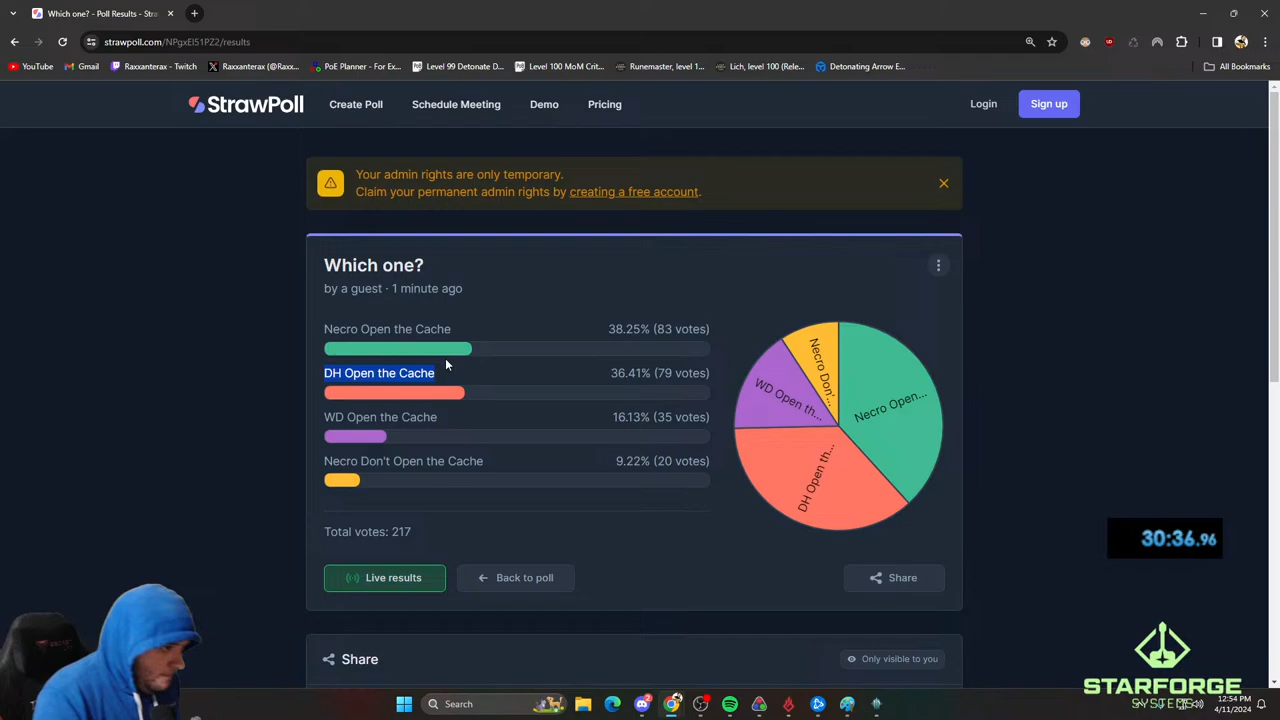 Which one? - Poll Results - Stra
strawpoll.com/NPgxEl51PZ2/results
YouTube
Gmail
Raxxanterax - Twitch
Raxxanterax (@Raxx...
PoE Planner - For Ex...
Level 99 Detonate D...
Level 100 MoM Crit...
Runemaster, level 1...
Lich, level 100 (Rele...
Detonating Arrow E...
All Bookmarks
StrawPoll
Create Poll
Schedule Meeting
Demo
Pricing
Login
Sign up
Your admin rights are only temporary.
Claim your permanent admin rights by creating a free account.
Which one?
by a guest · 1 minute ago
Necro Open the Cache 38.25% (83 votes)
DH Open the Cache 36.41% (79 votes)
WD Open the Cache 16.13% (35 votes)
Necro Don't Open the Cache 9.22% (20 votes)
Necro Don'...
WD Open th...
Necro Open...
DH Open th...
Total votes: 217
Live results
Back to poll
Share
30:36.96
Share
Only visible to you
STARFORGE
SYSTEMS
Search
2
12:54 PM
4/11/2024